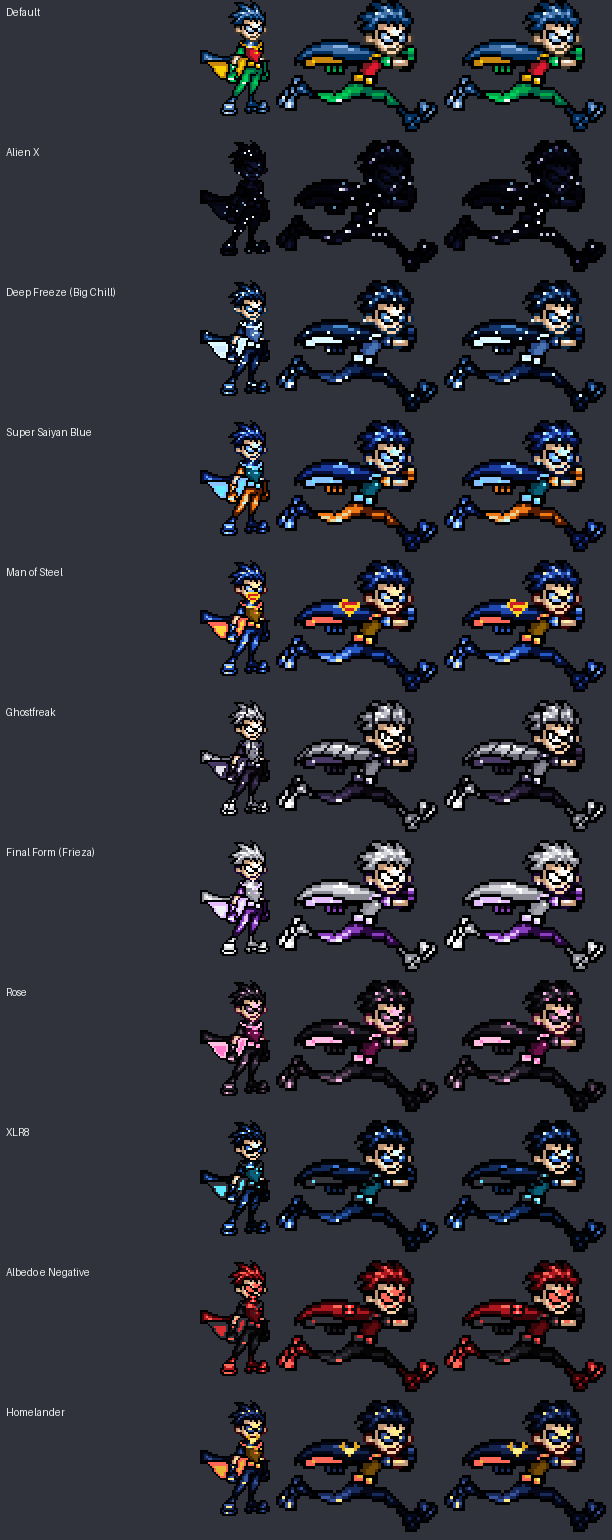 Default
Alien X
Deep Freeze (Big Chill)
Super Saiyan Blue
Man of Steel
Ghostfreak
Final Form (Frieza)
Rose
XLR8
Albedo e Negative
Homelander